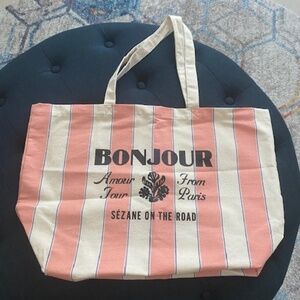 BONJOUR
Amour From
Tour Paris
SÉZANE ON THE ROAD